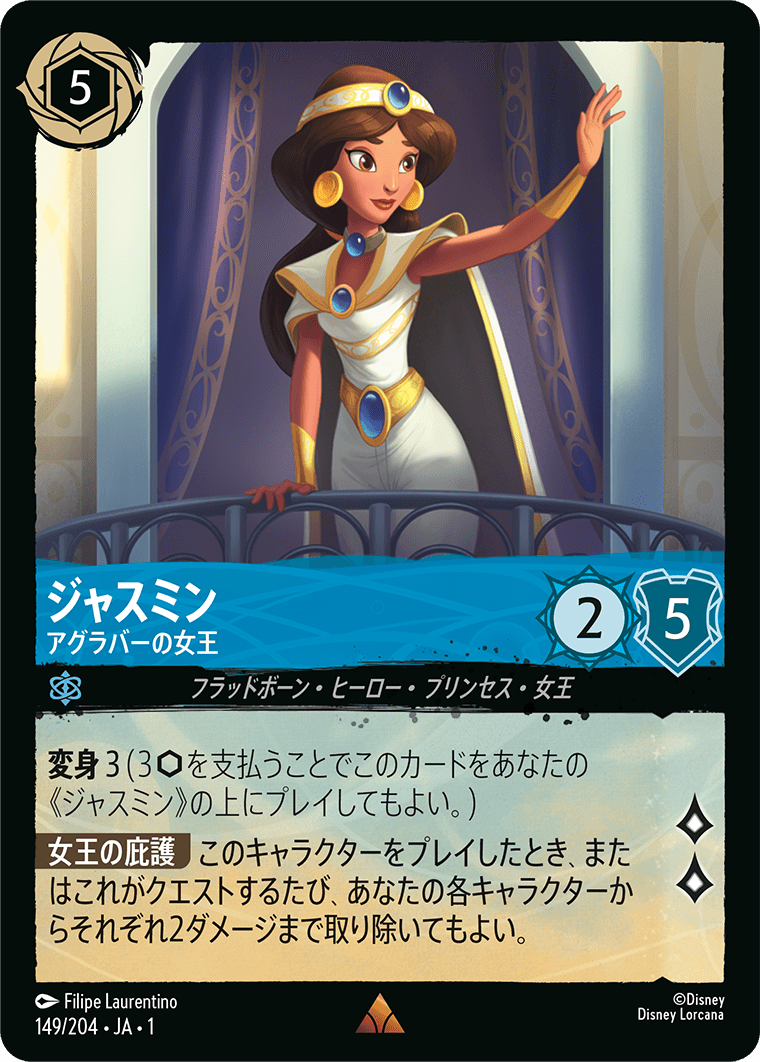 5
ジャスミン
アグラバーの女王
2
5
フラッドボーン・ヒーロー・プリンセス・女王
変身 3 (3⬡を支払うことでこのカードをあなたの
《ジャスミン》の上にプレイしてもよい。)
女王の庇護 このキャラクターをプレイしたとき、また
はこれがクエストするたび、あなたの各キャラクターか
らそれぞれ2ダメージまで取り除いてもよい。
Filipe Laurentino
©Disney
149/204・JA・1
Disney Lorcana